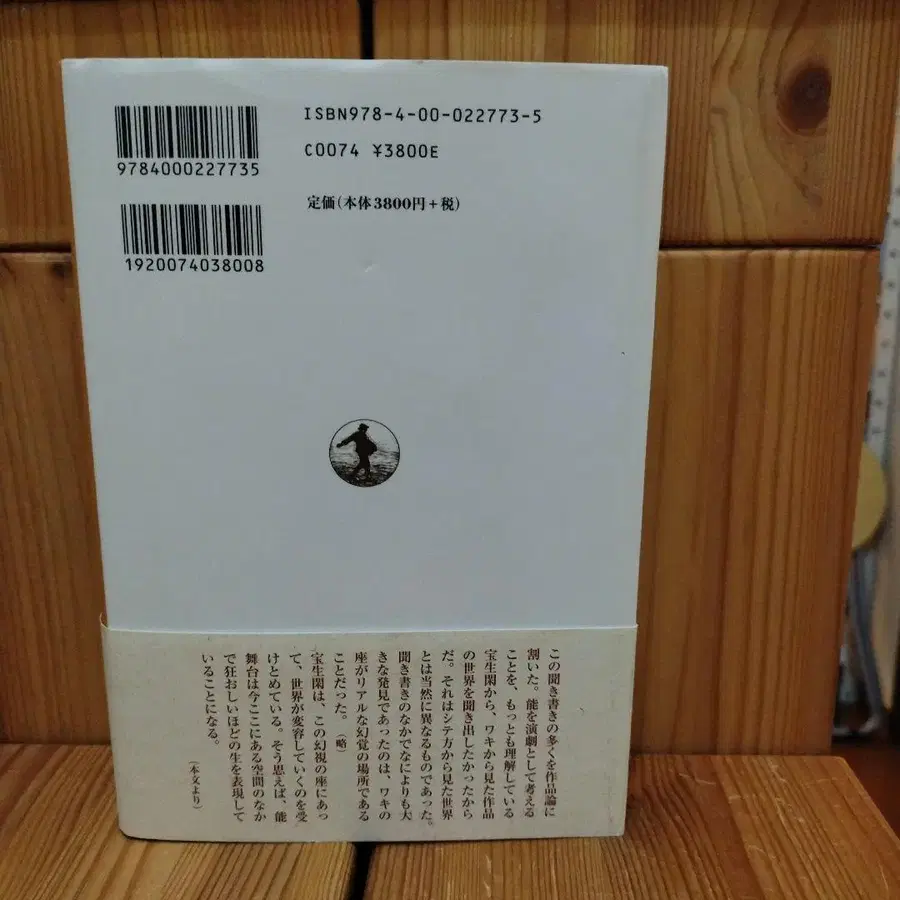 ISBN978-4-00-022773-5
C0074 ¥3800E
9784000227735
定価(本体3800円+税)
1920074038008
この聞き書きの多くを作品論に
割いた。能を演劇として考える
ことを、もっとも理解している
宝生閑から、ワキから見た作品
の世界を聞き出したかったから
だ。それはシテ方から見た世界
とは当然に異なるものであった。
聞き書きのなかでなによりも大
きな発見であったのは、ワキの
座がリアルな幻覚の場所である
ことだった。(略)
宝生閑は、この幻視の座にあっ
て、世界が変容していくのを受
けとめている。そう思えば、能
舞台は今ここにある空間のなか
で狂おしいほどの生を表現して
いることになる。
(本文より)